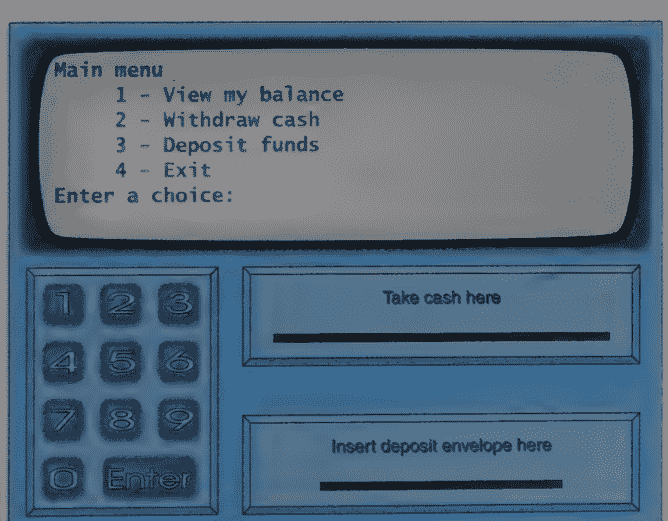 Main menu
1 - View my balance
2 - Withdraw cash
3 - Deposit funds
4 - Exit
Enter a choice:
1 2 3
4 5 6
7 8 9
0 Enter
Take cash here
Insert deposit envelope here